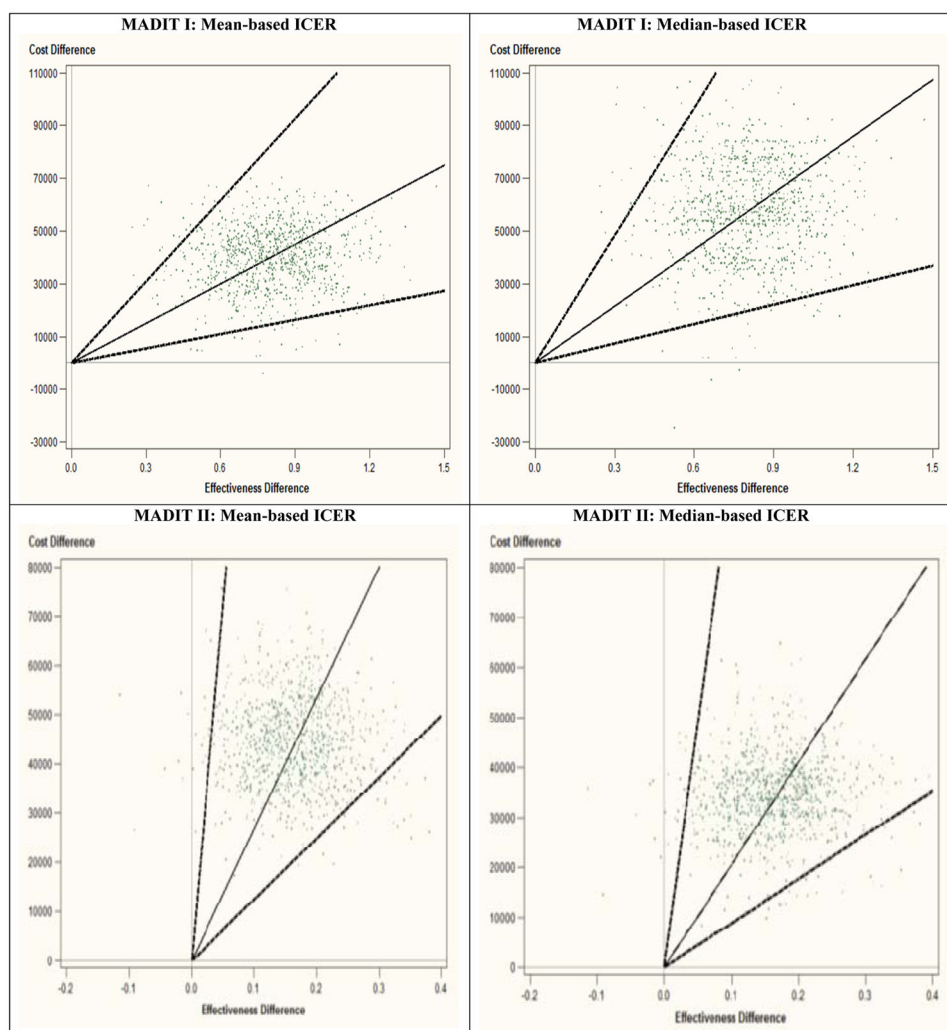 MADIT I: Mean-based ICER
Cost Difference
110000
90000
70000
50000
30000
10000
-10000
-30000
0.0 0.3 0.6 0.9 1.2 1.5
Effectiveness Difference
MADIT I: Median-based ICER
Cost Difference
110000
90000
70000
50000
30000
10000
-10000
-30000
0.0 0.3 0.6 0.9 1.2 1.5
Effectiveness Difference
MADIT II: Mean-based ICER
Cost Difference
80000
70000
60000
50000
40000
30000
20000
10000
0
-0.2 -0.1 0.0 0.1 0.2 0.3 0.4
Effectiveness Difference
MADIT II: Median-based ICER
Cost Difference
80000
70000
60000
50000
40000
30000
20000
10000
0
-0.2 -0.1 0.0 0.1 0.2 0.3 0.4
Effectiveness Difference